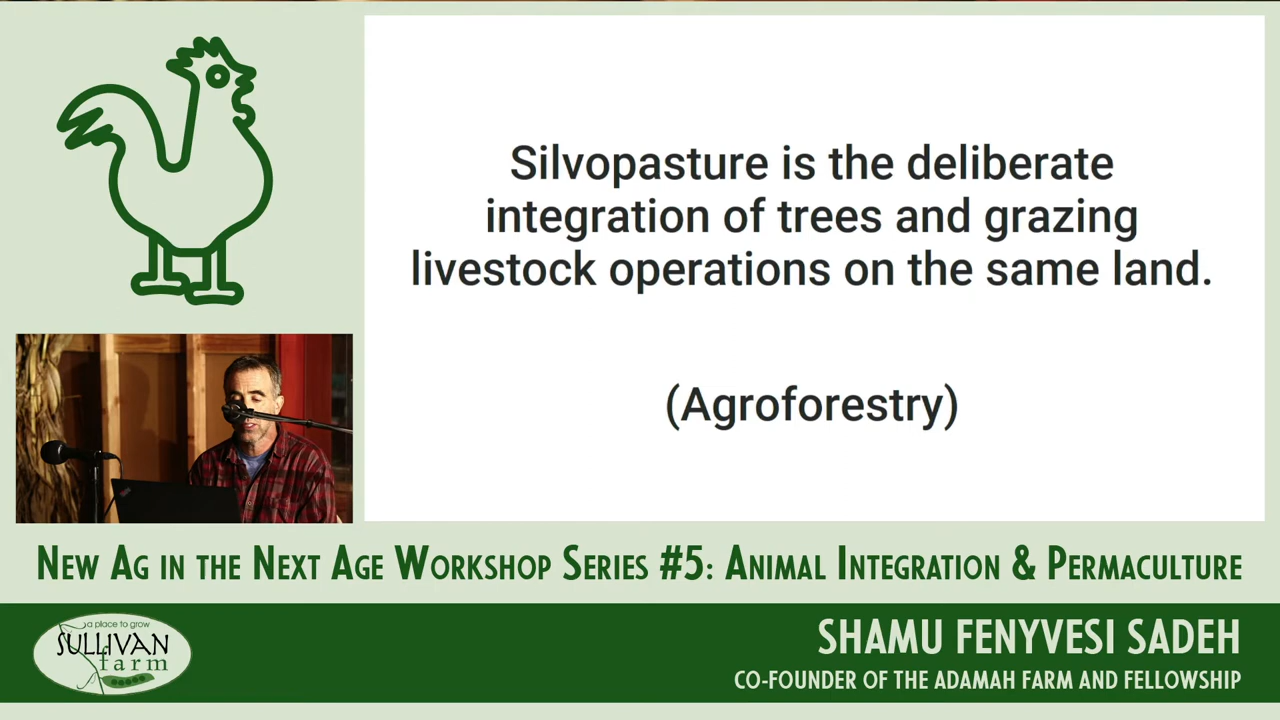 Silvopasture is the deliberate
integration of trees and grazing
livestock operations on the same land.
(Agroforestry)
NEW AG IN THE NEXT AGE WORKSHOP SERIES #5: ANIMAL INTEGRATION & PERMACULTURE
a place to grow
SULLIVAN
farm
SHAMU FENYVESI SADEH
CO-FOUNDER OF THE ADAMAH FARM AND FELLOWSHIP